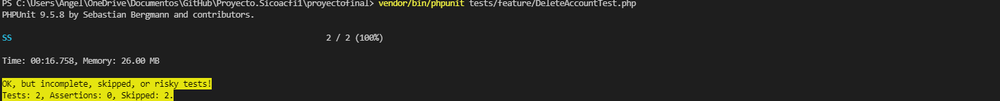 PS C:\Users\Angel\OneDrive\Documentos\GitHub\Proyecto.Sicoacfi1\proyectofinal> vendor/bin/phpunit tests/feature/DeleteAccountTest.php
PHPUnit 9.5.8 by Sebastian Bergmann and contributors.
SS 2 / 2 (100%)
Time: 00:16.758, Memory: 26.00 MB
OK, but incomplete, skipped, or risky tests!
Tests: 2, Assertions: 0, Skipped: 2.